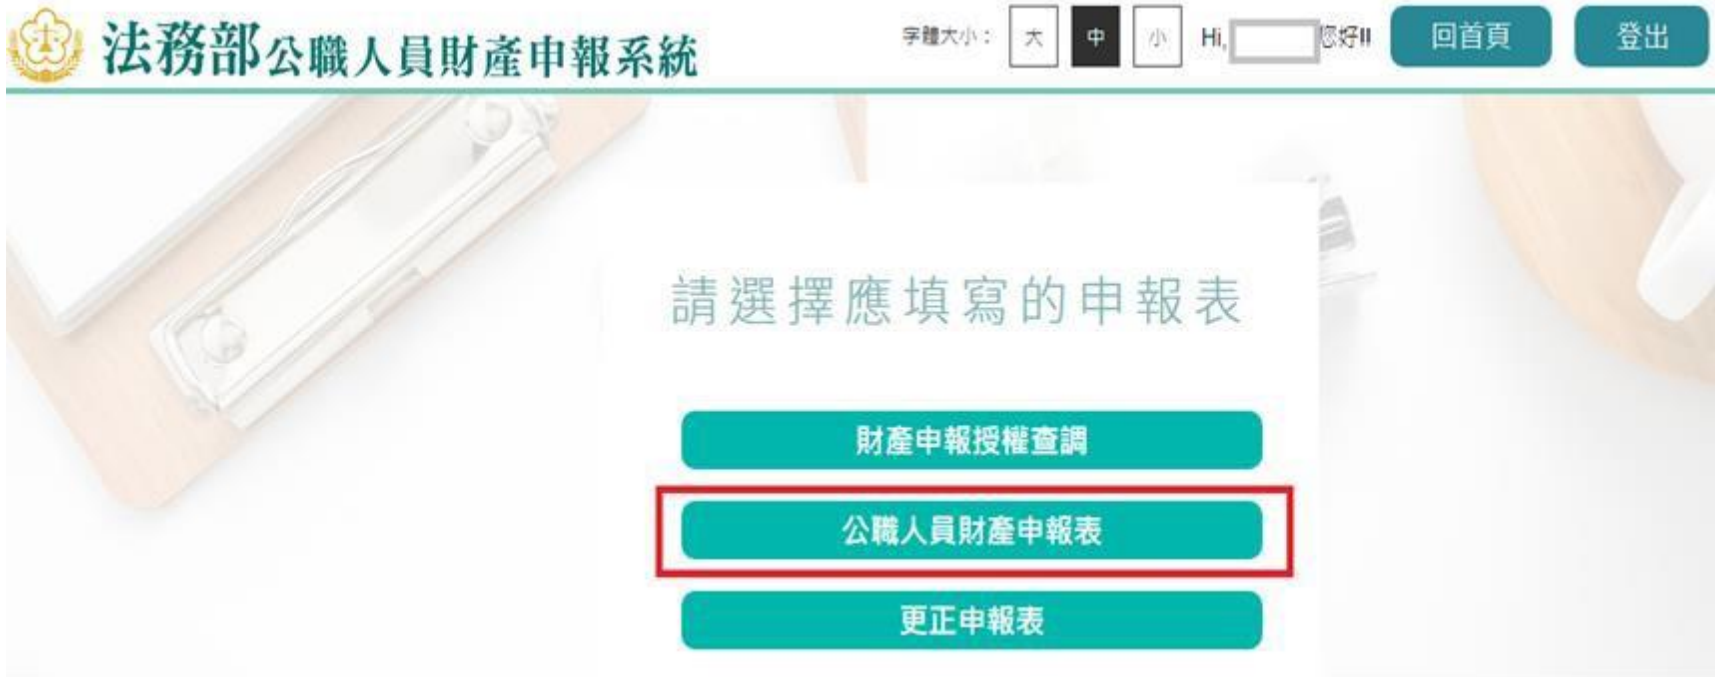 法務部公職人員財產申報系統
字體大小： 大 中 小 Hi, 您好!! 回首頁 登出
請選擇應填寫的申報表
財產申報授權查調
公職人員財產申報表
更正申報表